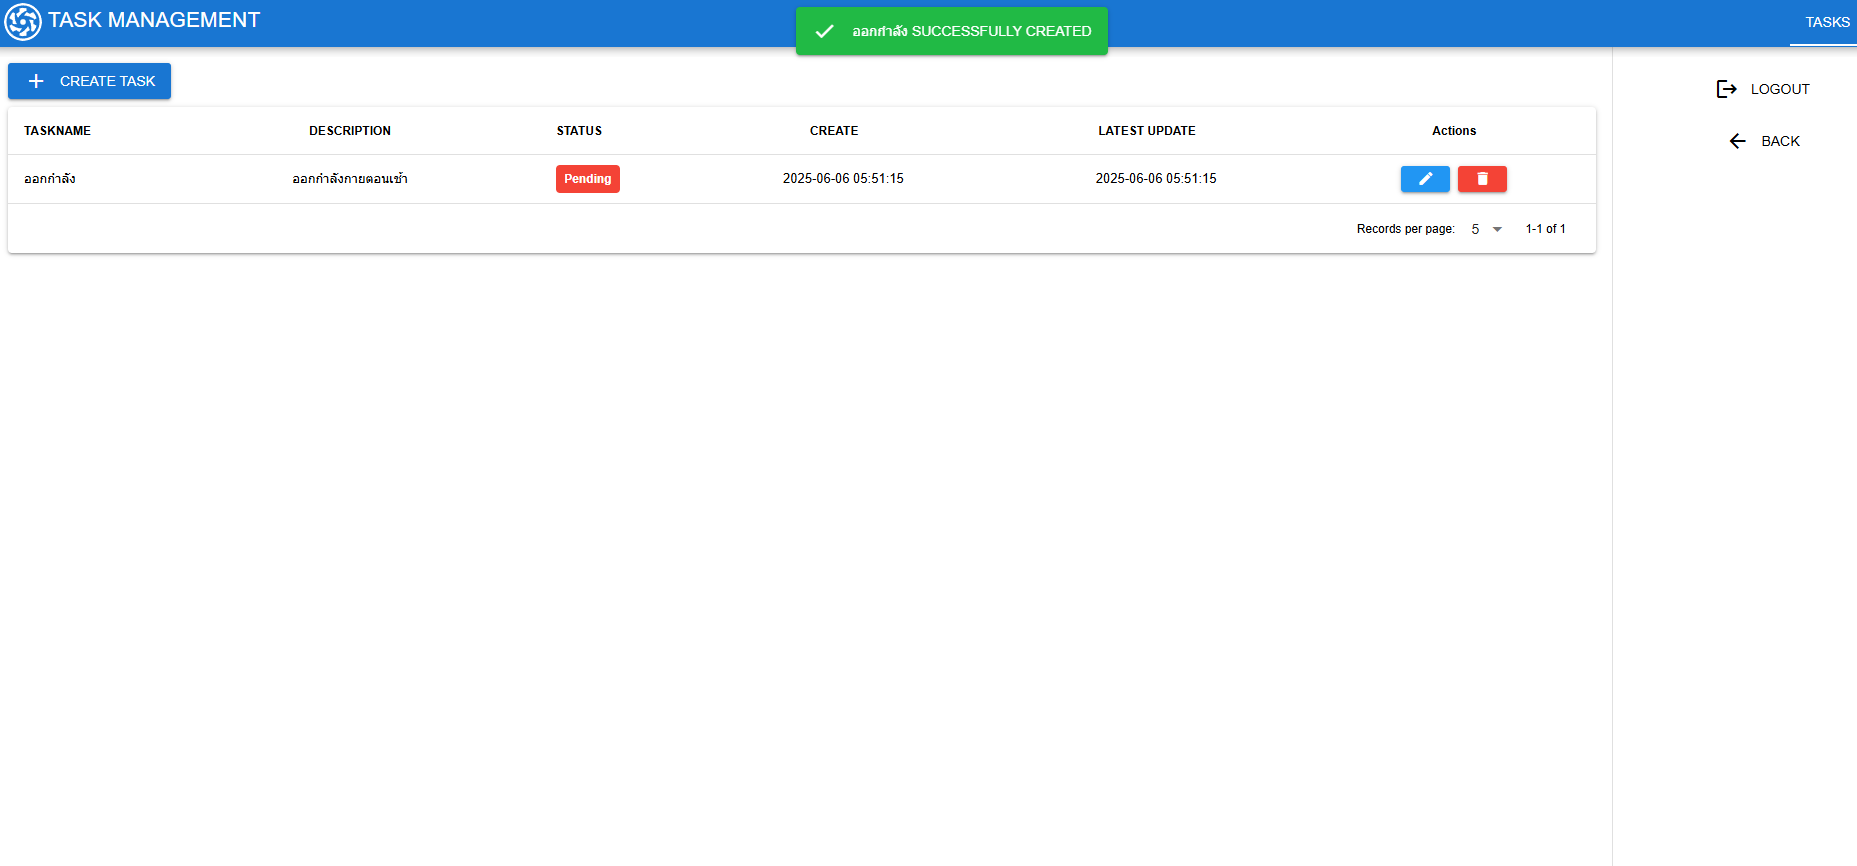 TASK MANAGEMENT
ออกกำลัง SUCCESSFULLY CREATED
TASKS
CREATE TASK
LOGOUT
BACK
TASKNAME DESCRIPTION STATUS CREATE LATEST UPDATE Actions
ออกกำลัง ออกกำลังกายตอนเช้า Pending 2025-06-06 05:51:15 2025-06-06 05:51:15
Records per page: 5 1-1 of 1